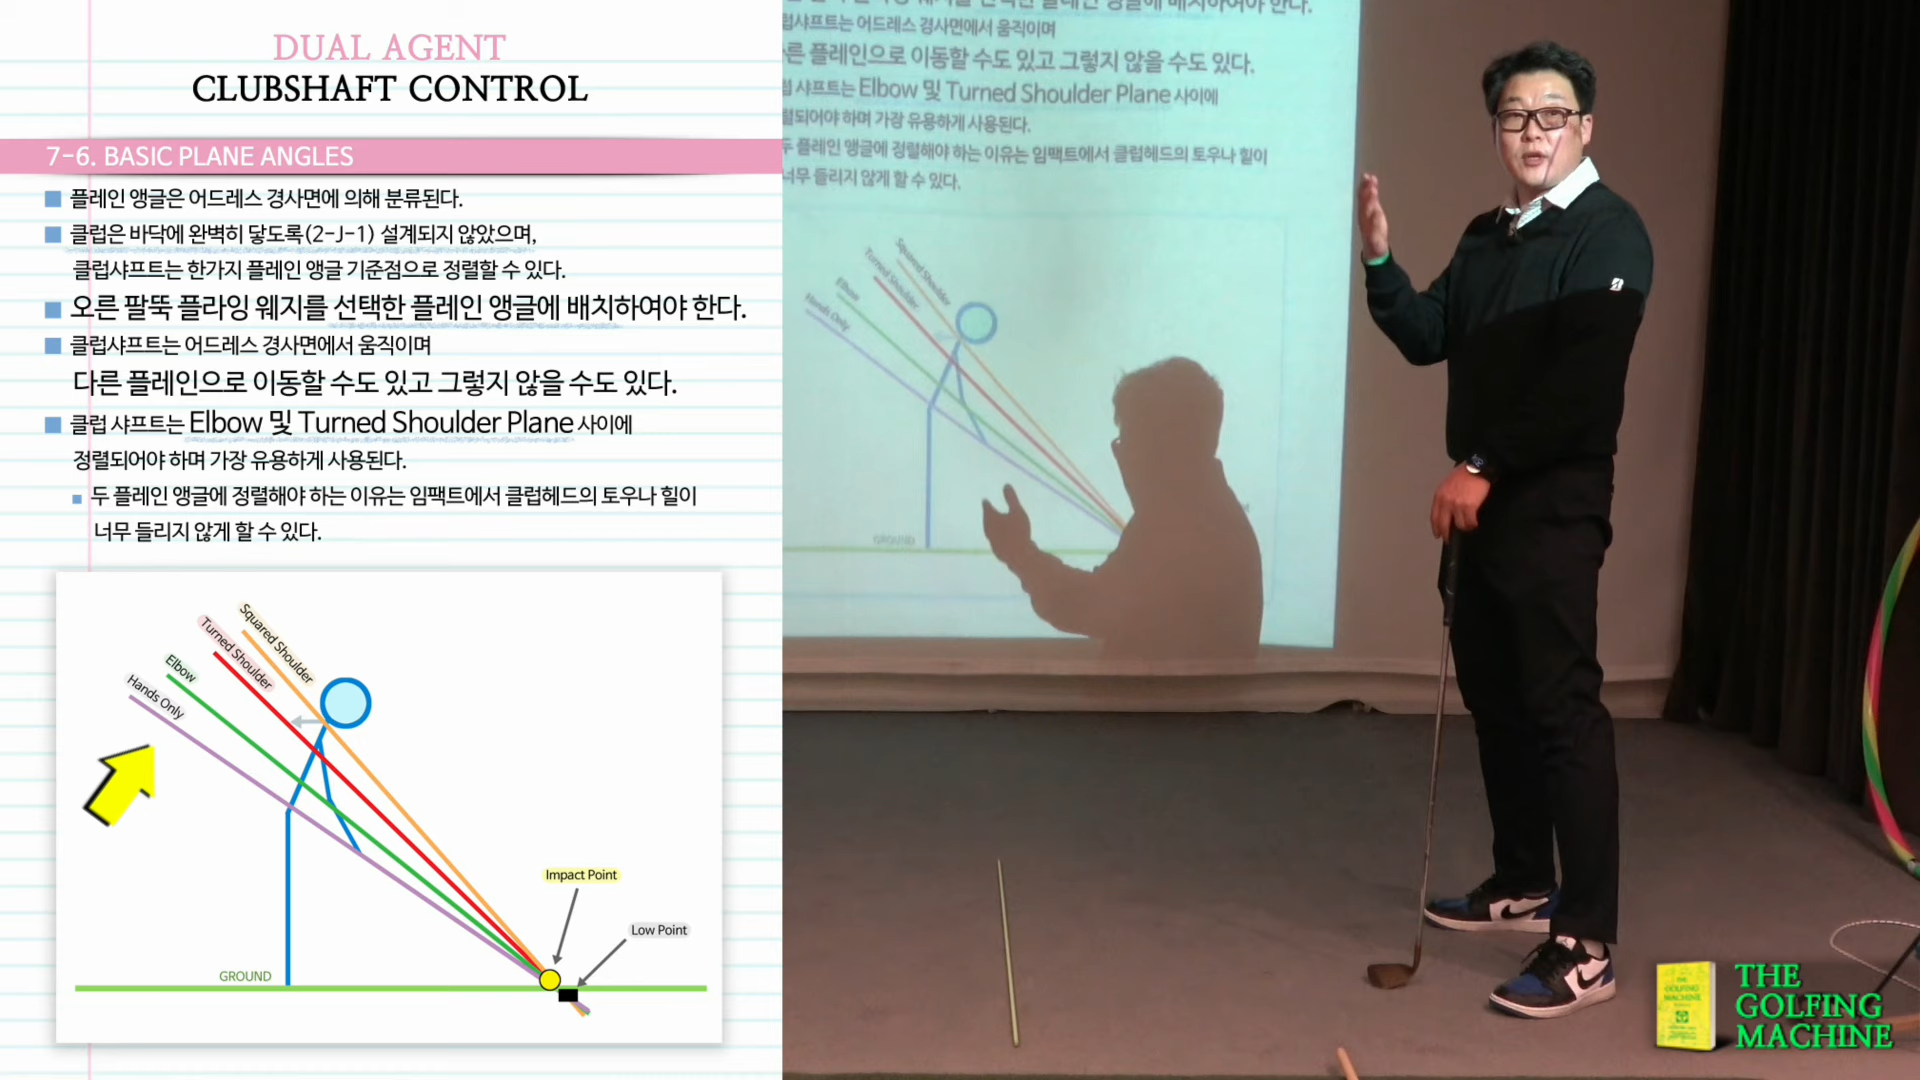 DUAL AGENT
CLUBSHAFT CONTROL
7-6. BASIC PLANE ANGLES
플레인 앵글은 어드레스 경사면에 의해 분류된다.
클럽은 바닥에 완벽히 닿도록(2-J-1) 설계되지 않았으며,
클럽샤프트는 한가지 플레인 앵글 기준점으로 정렬할 수 있다.
오른 팔뚝 플라잉 웨지를 선택한 플레인 앵글에 배치하여야 한다.
클럽샤프트는 어드레스 경사면에서 움직이며
다른 플레인으로 이동할 수도 있고 그렇지 않을 수도 있다.
클럽 샤프트는 Elbow 및 Turned Shoulder Plane 사이에
정렬되어야 하며 가장 유용하게 사용된다.
두 플레인 앵글에 정렬해야 하는 이유는 임팩트에서 클럽헤드의 토우나 힐이
너무 들리지 않게 할 수 있다.
Squared Shoulder
Turned Shoulder
Elbow
Hands Only
Impact Point
Low Point
GROUND
클럽샤프트는 어드레스 경사면에서 움직이며
른 플레인으로 이동할 수도 있고 그렇지 않을 수도 있다.
샤프트는 Elbow 및 Turned Shoulder Plane 사이에
렬되어야 하며 가장 유용하게 사용된다.
두 플레인 앵글에 정렬해야 하는 이유는 임팩트에서 클럽헤드의 토우나 힐이
너무 들리지 않게 할 수 있다.
Squared Shoulder
Turned Shoulder
Elbow
Hands Only
GROUND
THE
GOLFING
MACHINE